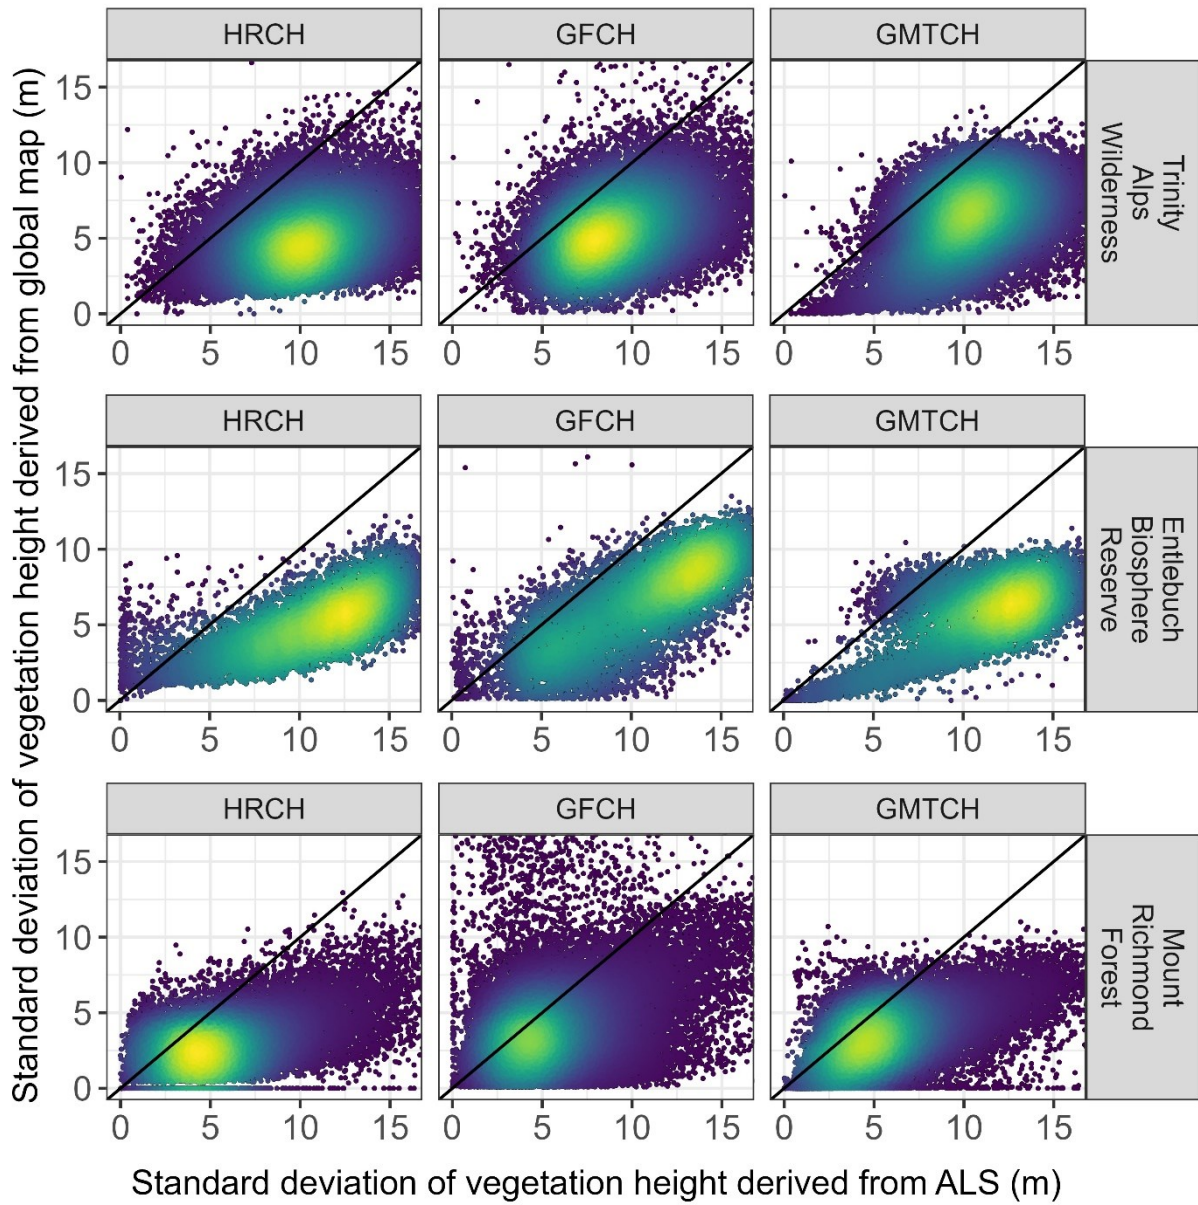 HRCH GFCH GMTCH
Standard deviation of vegetation height derived from global map (m)
15
10
5
0
Trinity
Alps
Wilderness
0 5 10 15 0 5 10 15 0 5 10 15
HRCH GFCH GMTCH
15
10
5
0
Entlebuch
Biosphere
Reserve
0 5 10 15 0 5 10 15 0 5 10 15
HRCH GFCH GMTCH
15
10
5
0
Mount
Richmond
Forest
0 5 10 15 0 5 10 15 0 5 10 15
Standard deviation of vegetation height derived from ALS (m)